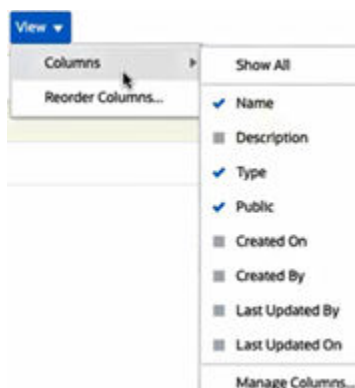 View
Columns
Reorder Columns...
Show All
Name
Description
Type
Public
Created On
Created By
Last Updated By
Last Updated On
Manage Columns...